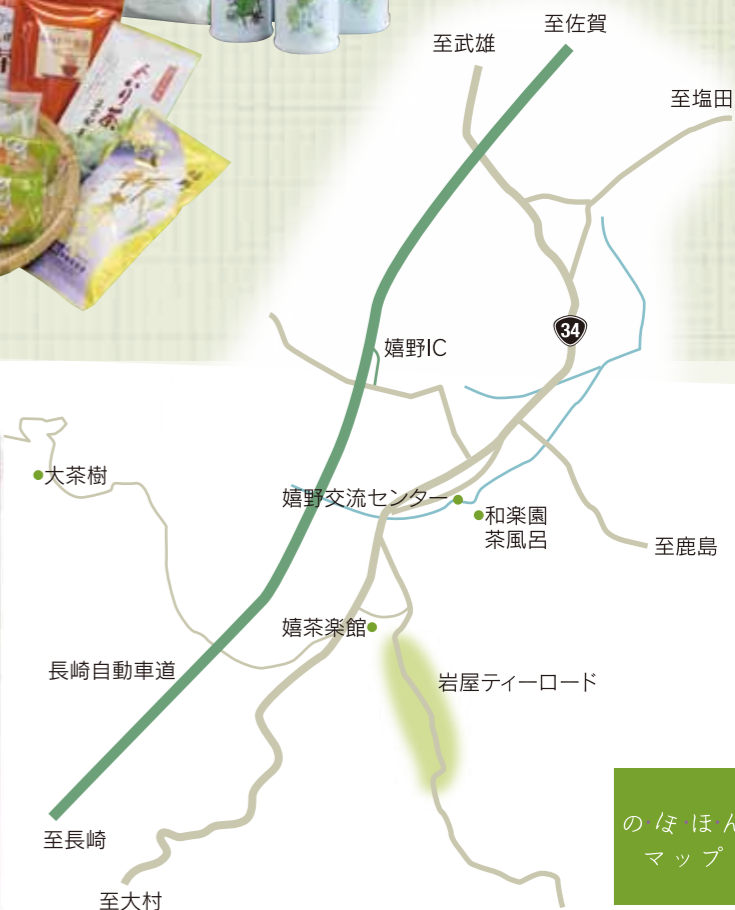 至佐賀
至武雄
至塩田
34
嬉野IC
大茶樹
嬉野交流センター
和楽園
茶風呂
至鹿島
嬉茶楽館
長崎自動車道
岩屋ティーロード
至長崎
至大村
の・ほ・ほ・ん
マップ